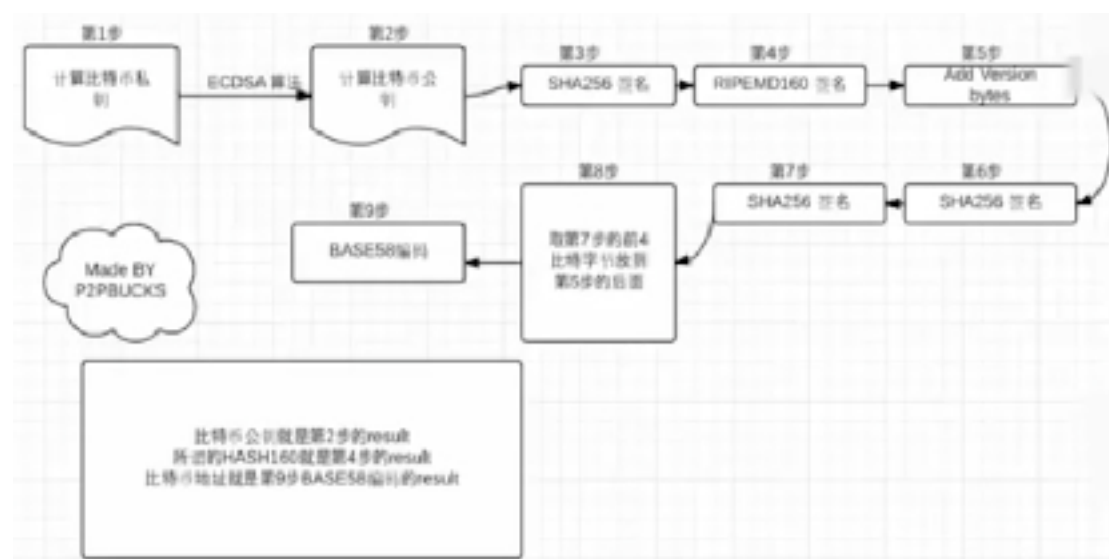 第1步
计算比特币私
钥
ECDSA 算法
第2步
计算比特币公
钥
第3步
SHA256 签名
第4步
RIPEMD160 签名
第5步
Add Version
bytes
第6步
SHA256 签名
第7步
SHA256 签名
第8步
取第7步的前4
比特字节放到
第5步的后面
第9步
BASE58编码
Made BY
P2PBUCKS
比特币公钥就是第2步的result
所谓的HASH160就是第4步的result
比特币地址就是第9步BASE58编码的result